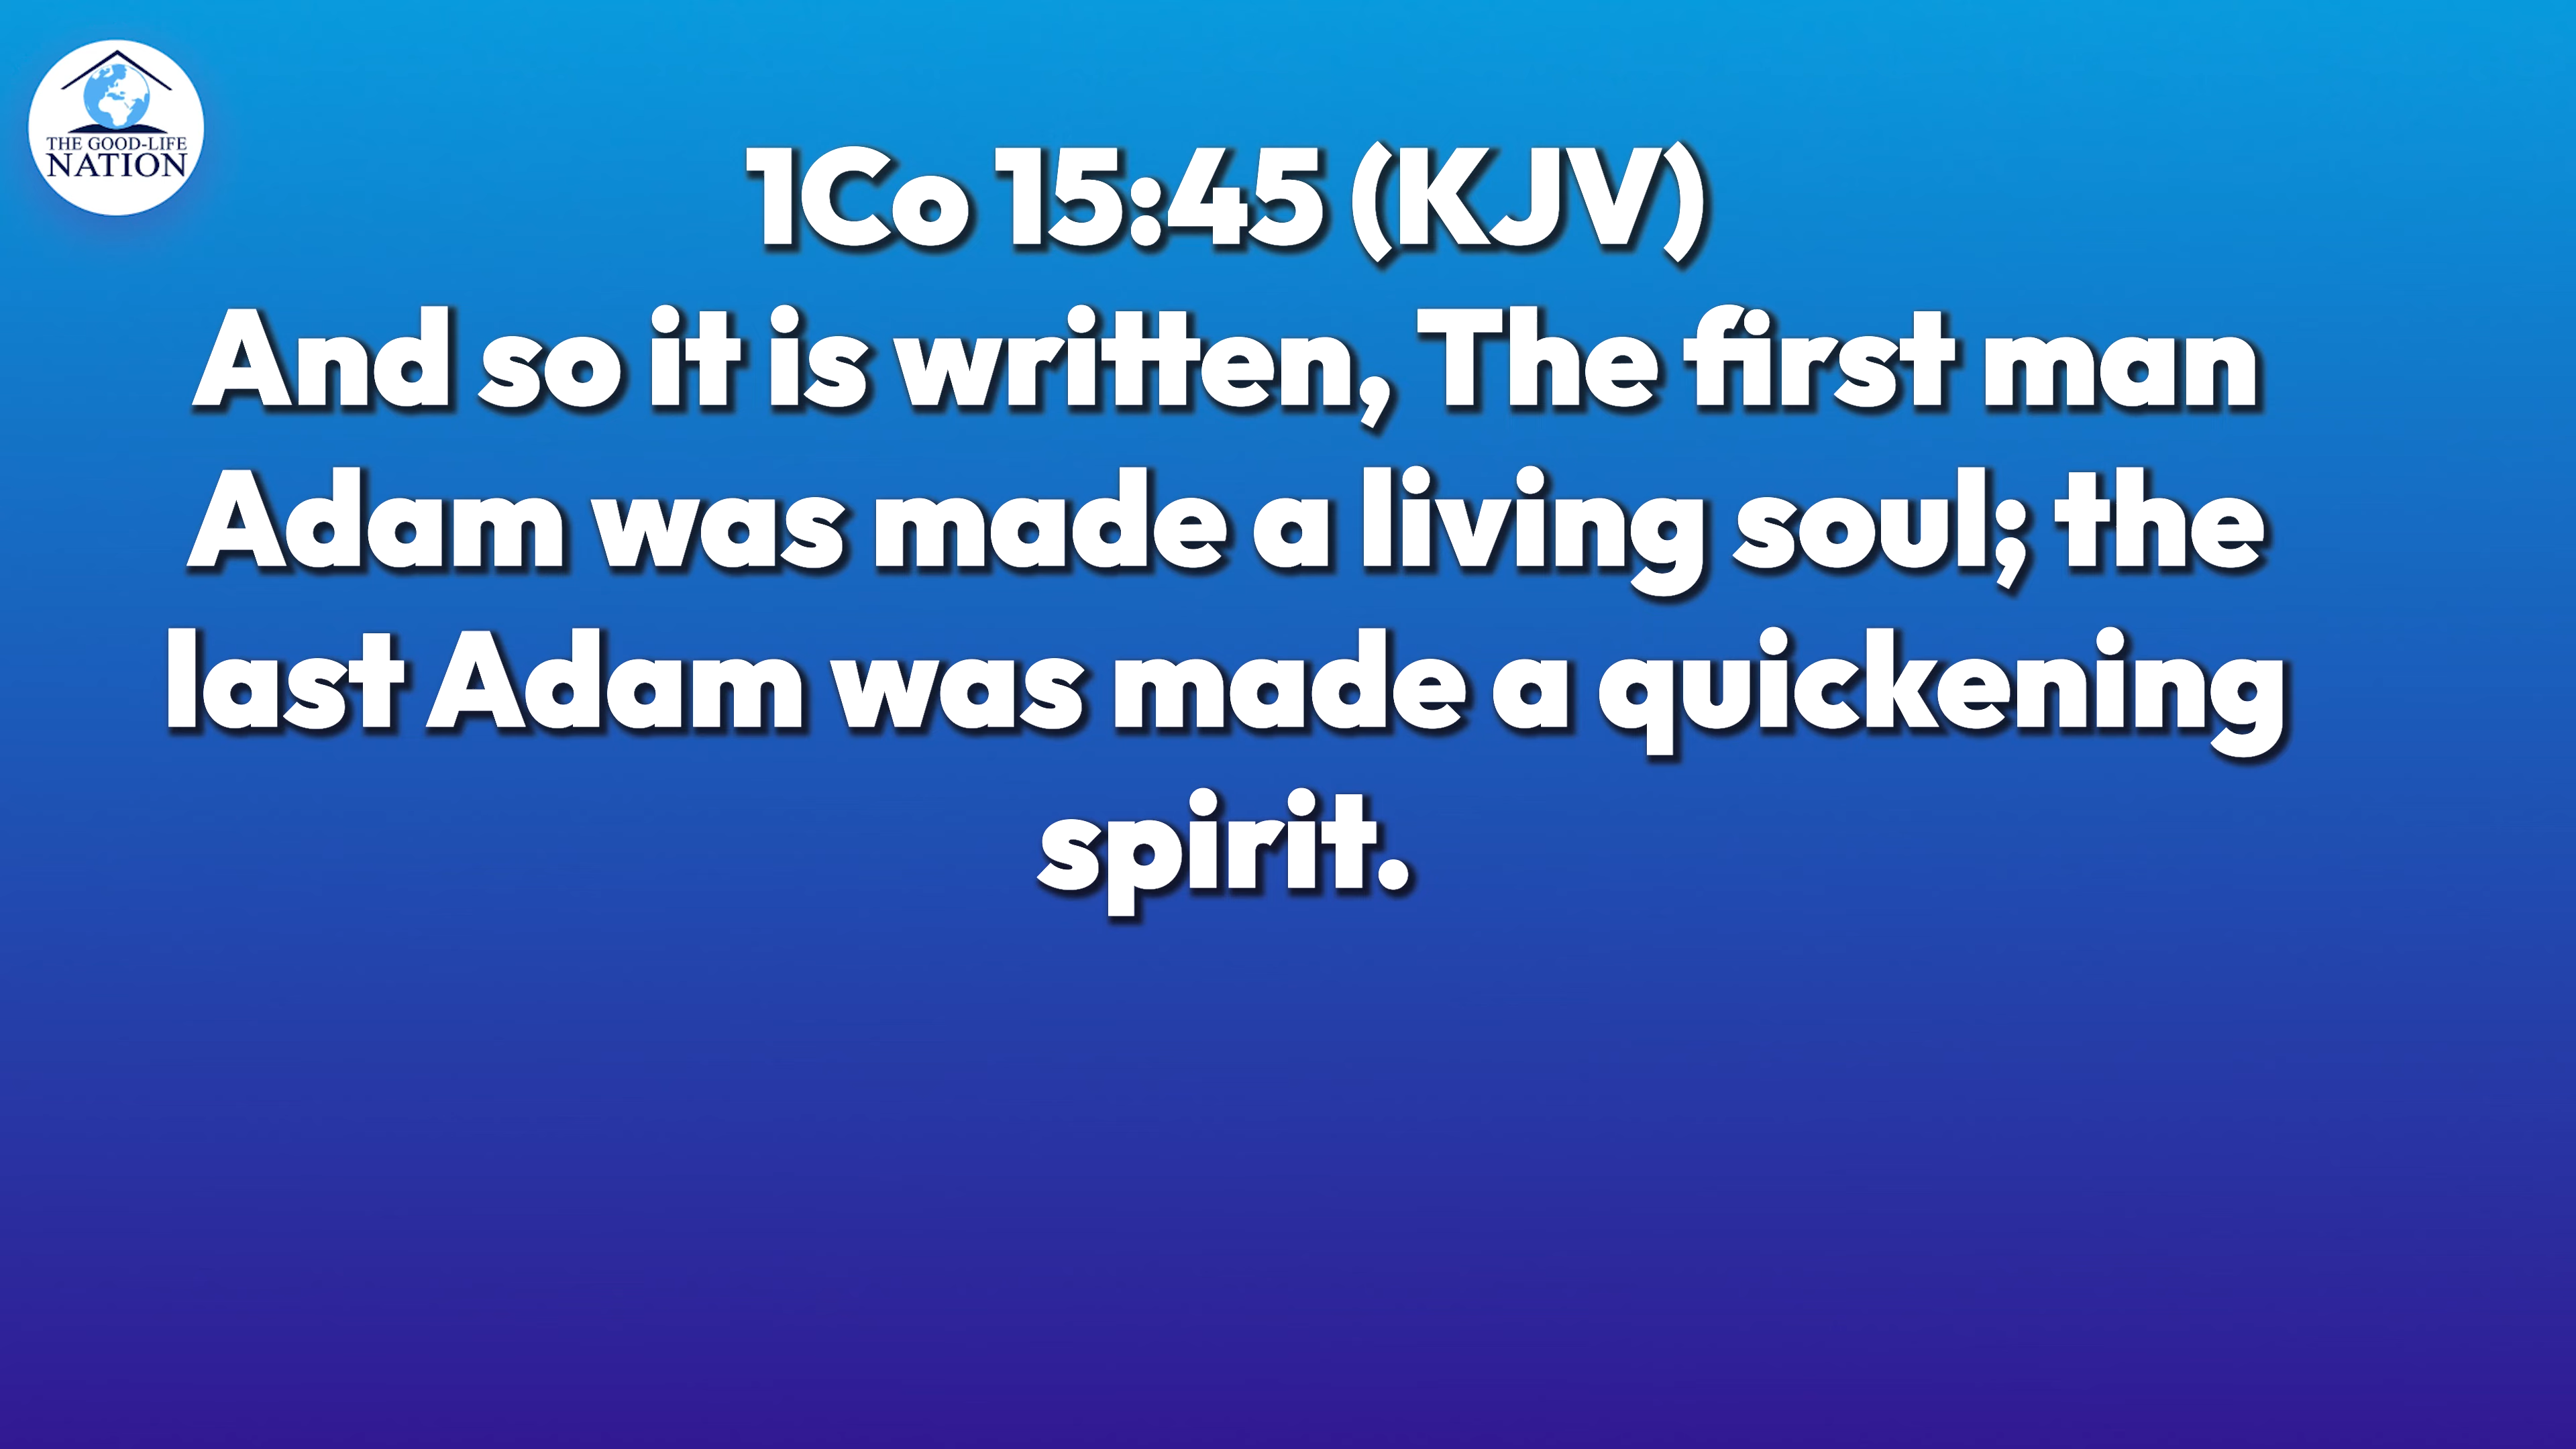 THE GOOD-LIFE
NATION
1Co 15:45 (KJV)
And so it is written, The first man
Adam was made a living soul; the
last Adam was made a quickening
spirit.